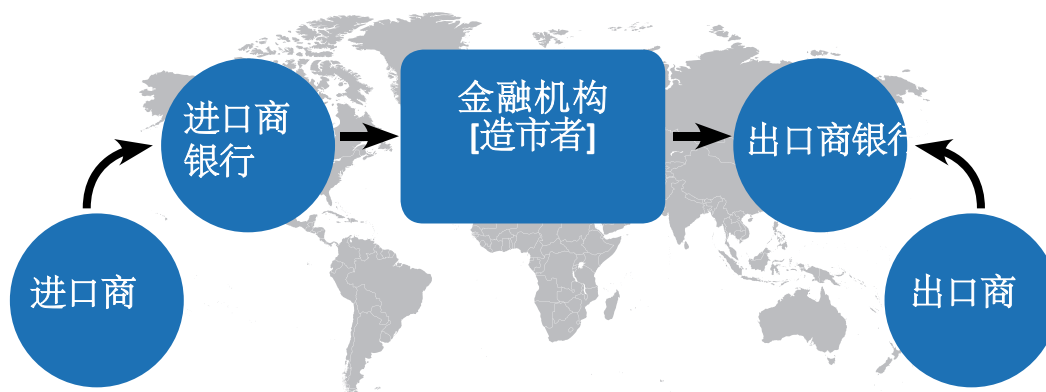 进口商
进口商
银行
金融机构
[造市者]
出口商银行
出口商